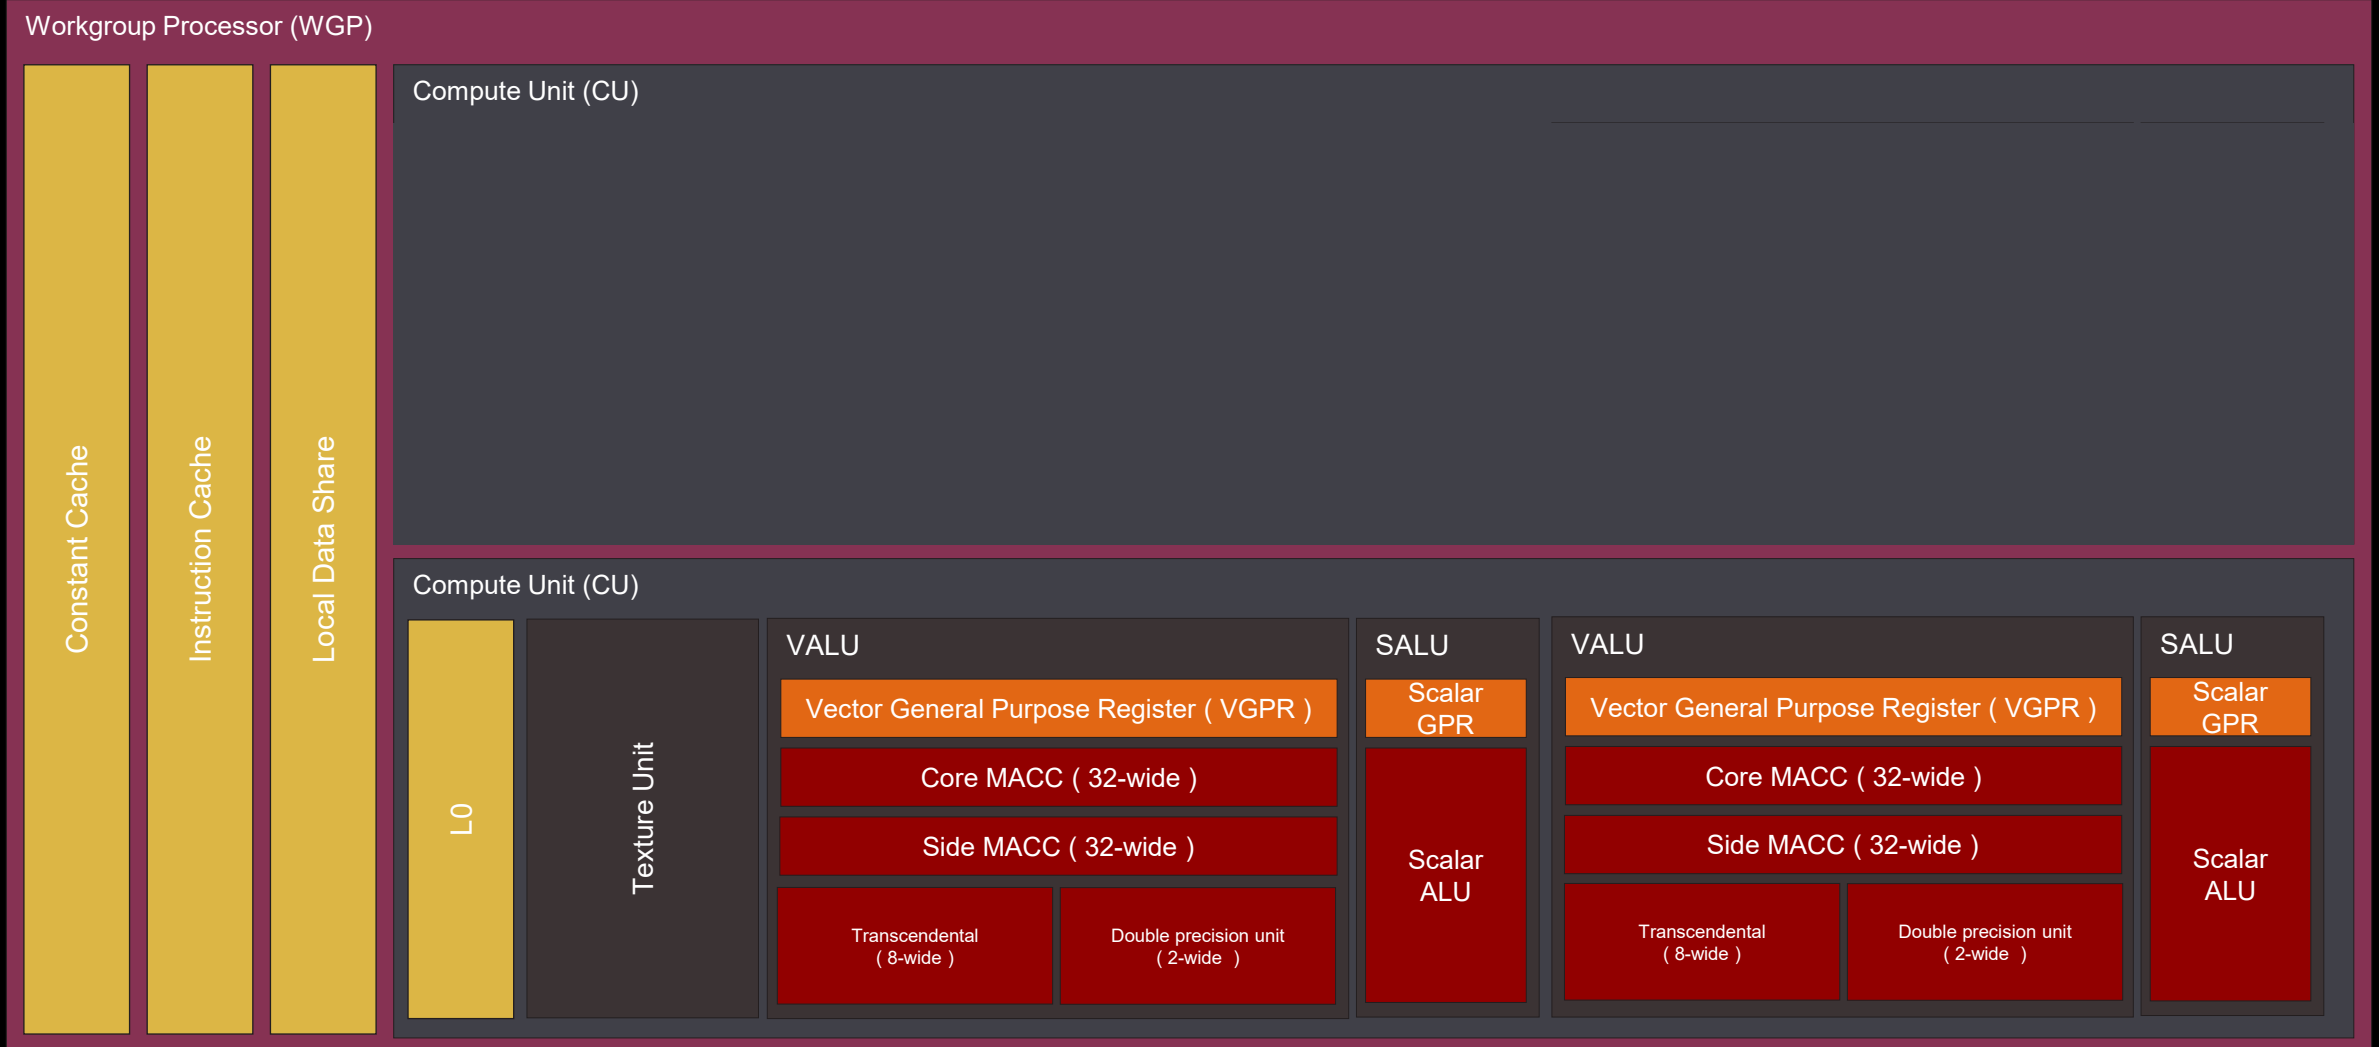 Workgroup Processor (WGP)
Constant Cache
Instruction Cache
Local Data Share
Compute Unit (CU)
Compute Unit (CU)
L0
Texture Unit
VALU
Vector General Purpose Register ( VGPR )
Core MACC ( 32-wide )
Side MACC ( 32-wide )
Transcendental
( 8-wide )
Double precision unit
( 2-wide )
SALU
Scalar
GPR
Scalar
ALU
VALU
Vector General Purpose Register ( VGPR )
Core MACC ( 32-wide )
Side MACC ( 32-wide )
Transcendental
( 8-wide )
Double precision unit
( 2-wide )
SALU
Scalar
GPR
Scalar
ALU